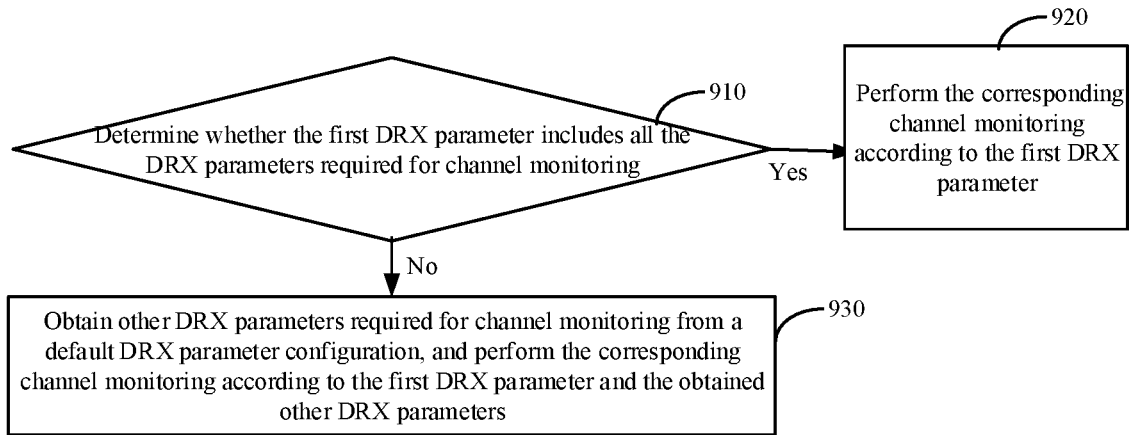 920
910
Determine whether the first DRX parameter includes all the
DRX parameters required for channel monitoring
Yes
Perform the corresponding
channel monitoring
according to the first DRX
parameter
No
930
Obtain other DRX parameters required for channel monitoring from a
default DRX parameter configuration, and perform the corresponding
channel monitoring according to the first DRX parameter and the obtained
other DRX parameters